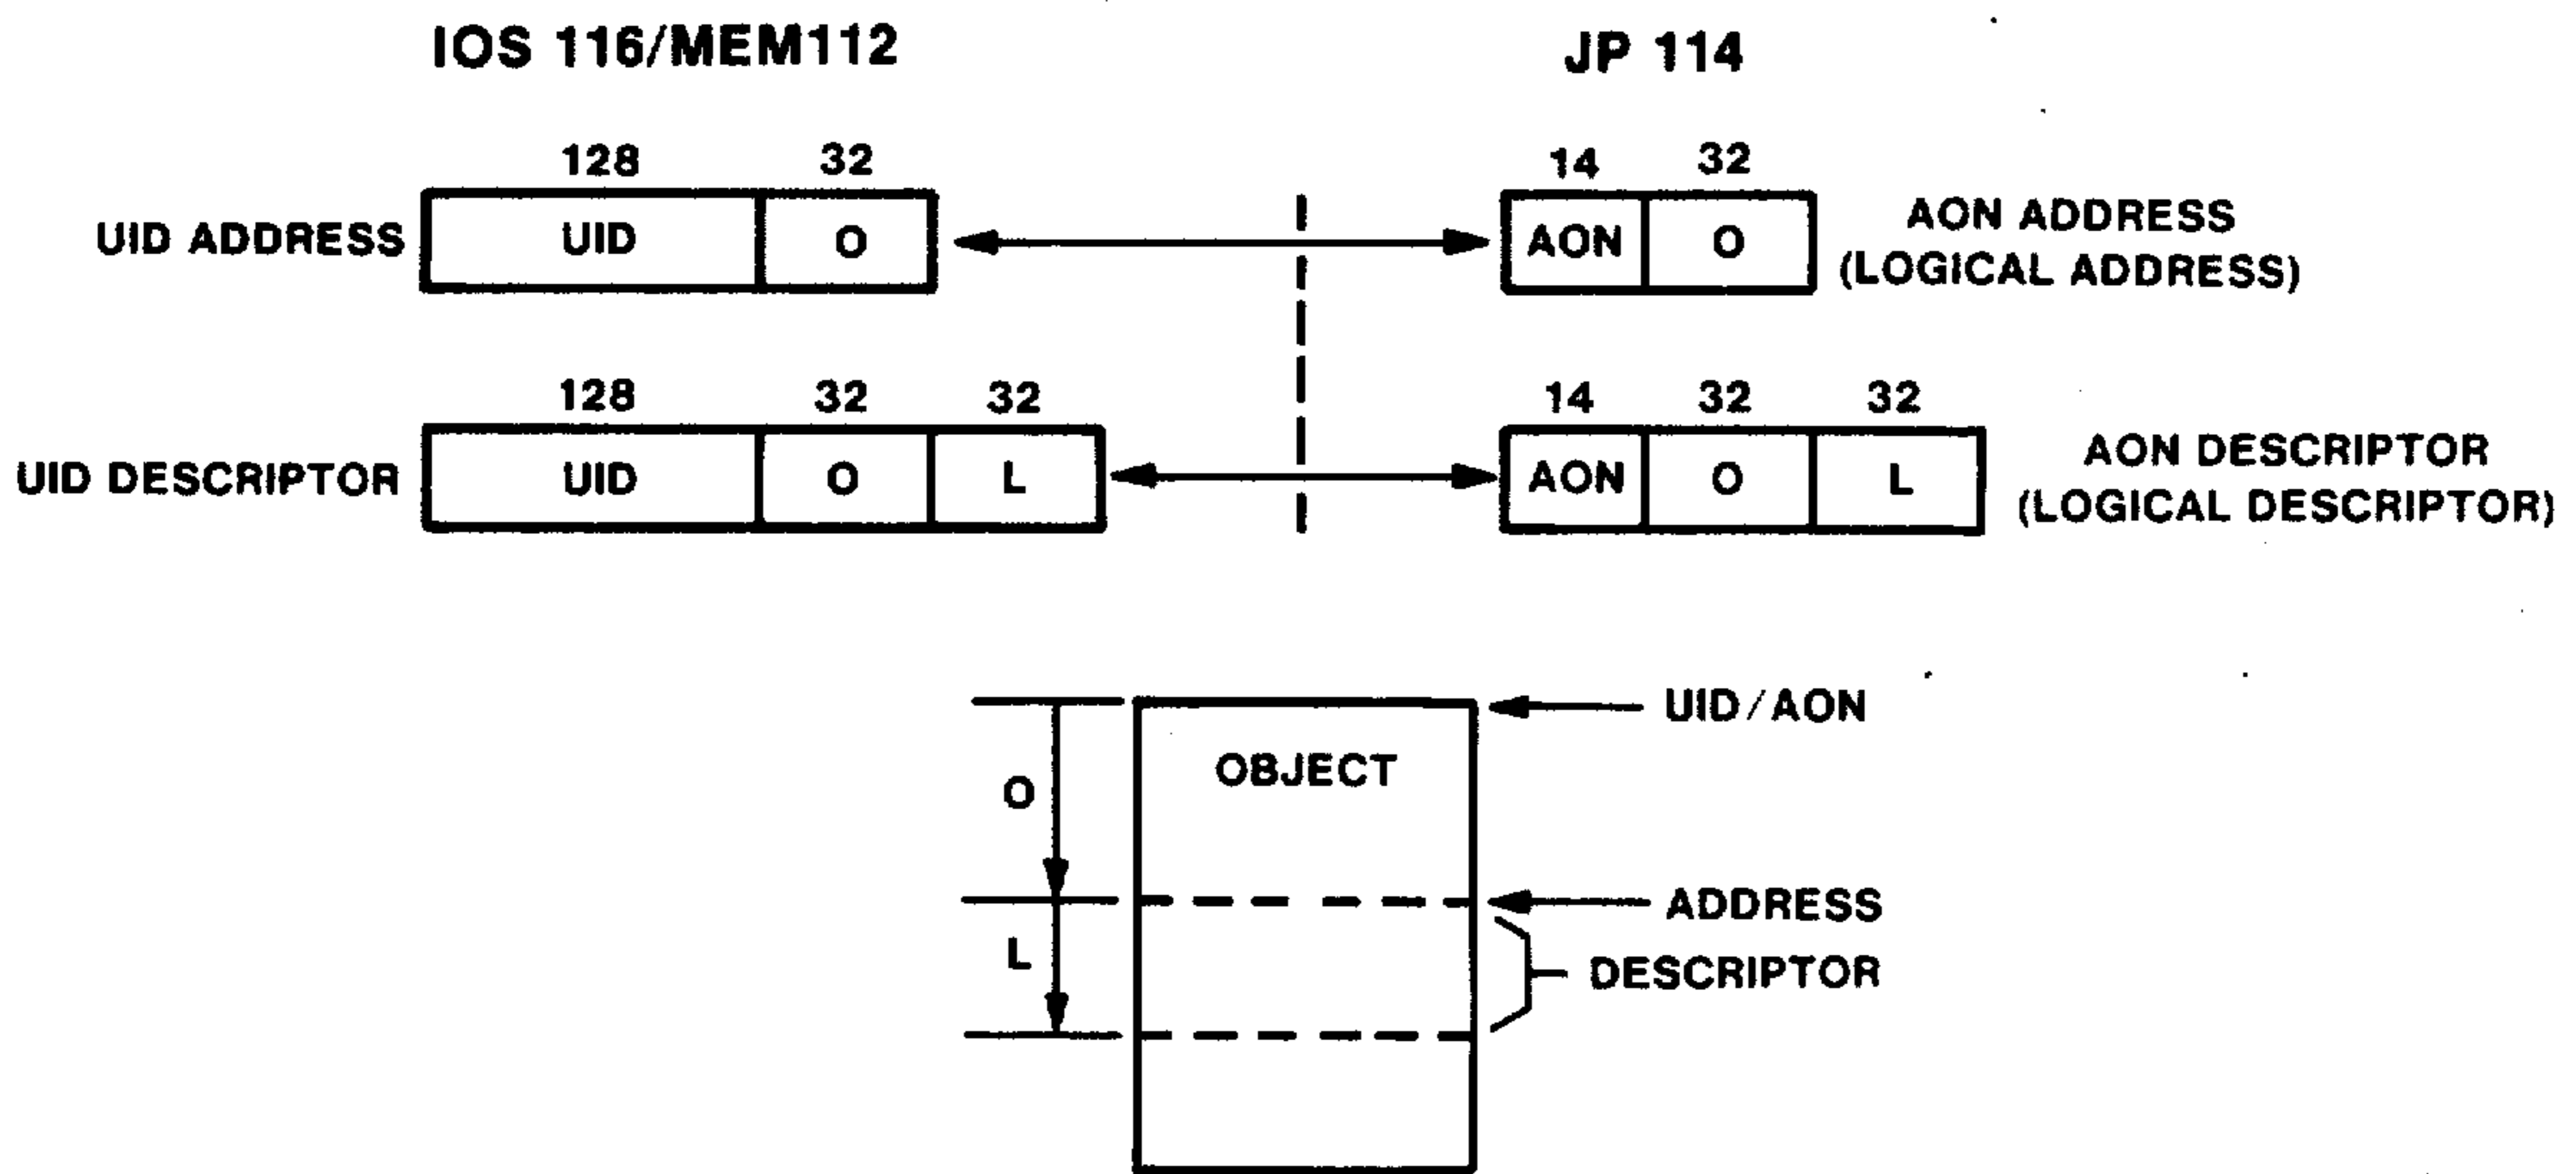 IOS 116/MEM112
JP 114
128 32
14 32
UID ADDRESS
UID O
AON O
AON ADDRESS
(LOGICAL ADDRESS)
128 32 32
14 32 32
UID DESCRIPTOR
UID O L
AON O L
AON DESCRIPTOR
(LOGICAL DESCRIPTOR)
UID/AON
OBJECT
O
ADDRESS
L
DESCRIPTOR